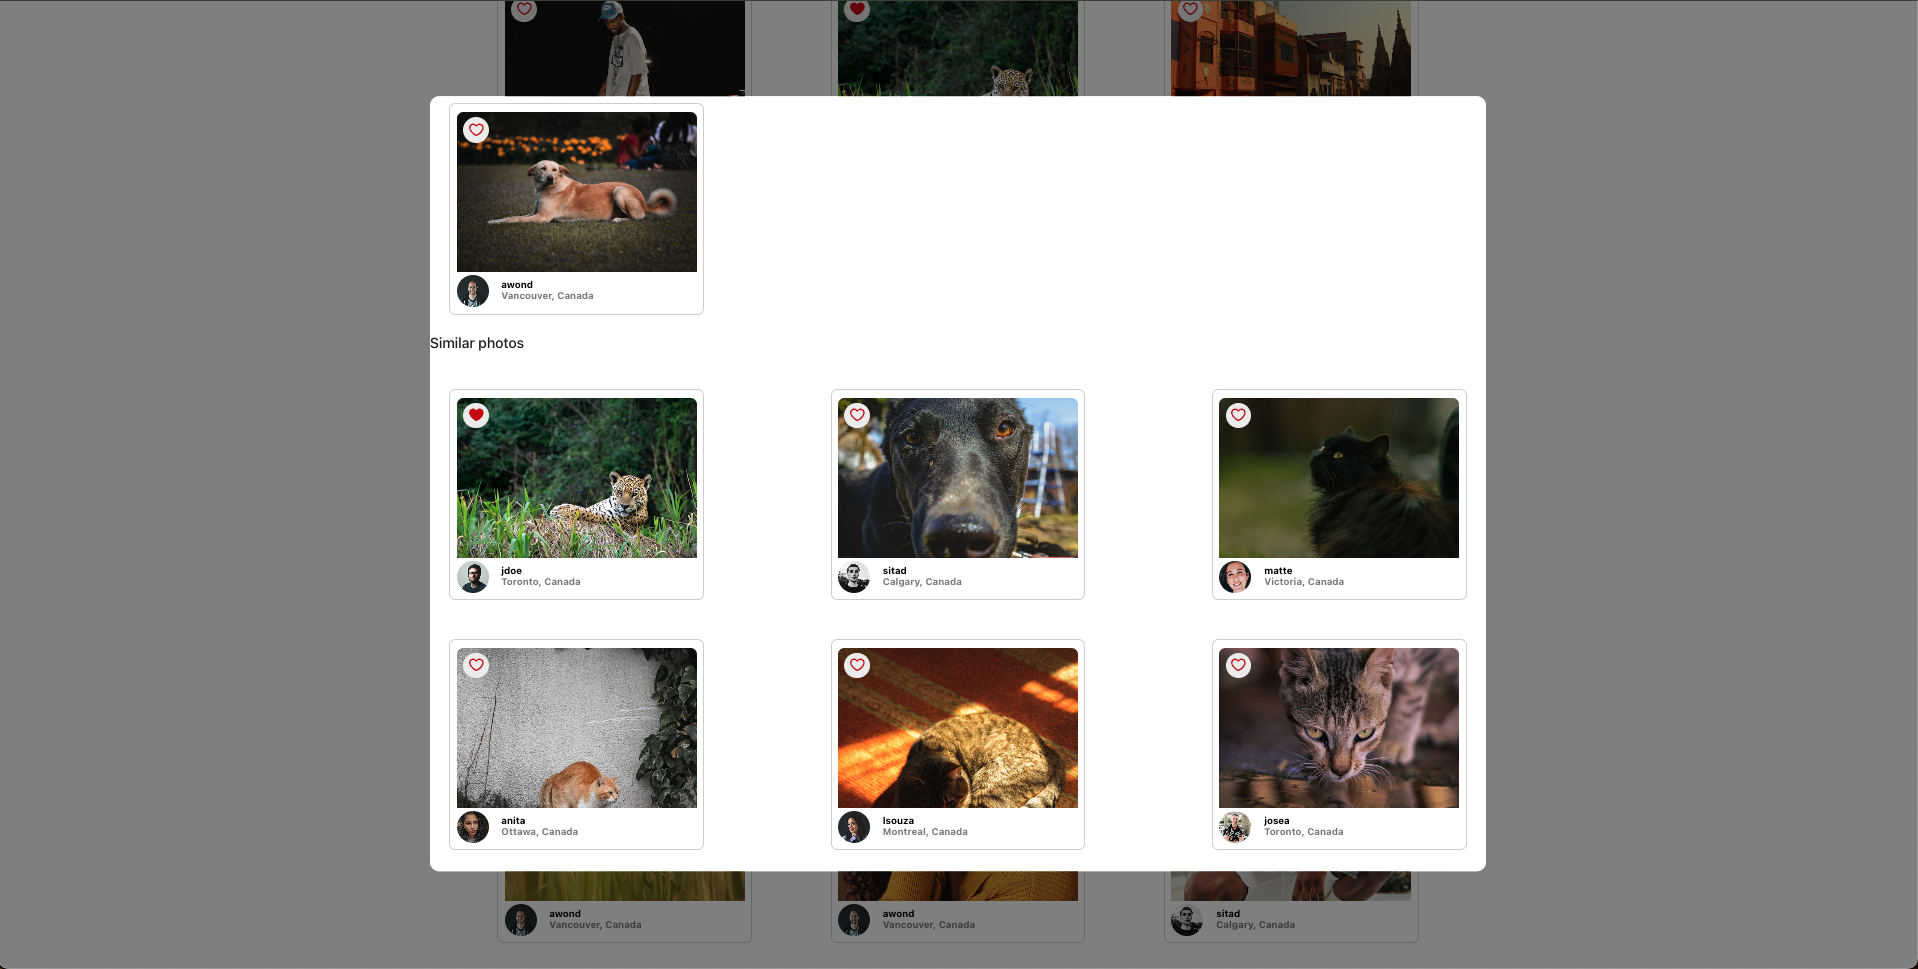 awond
Vancouver, Canada
Similar photos
jdoe
Toronto, Canada
sitad
Calgary, Canada
matte
Victoria, Canada
anita
Ottawa, Canada
lsouza
Montreal, Canada
josea
Toronto, Canada
awond
Vancouver, Canada
awond
Vancouver, Canada
sitad
Calgary, Canada